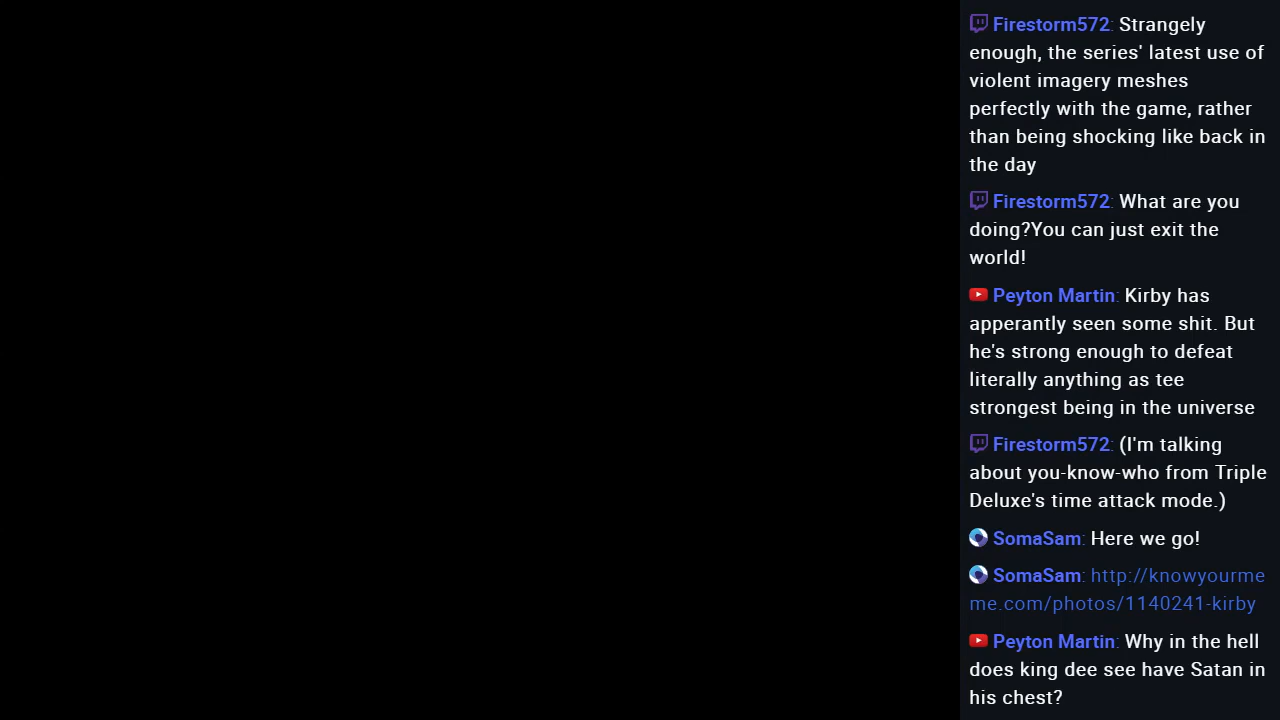 Firestorm572: Strangely
enough, the series' latest use of
violent imagery meshes
perfectly with the game, rather
than being shocking like back in
the day
Firestorm572: What are you
doing?You can just exit the
world!
Peyton Martin: Kirby has
apperantly seen some shit. But
he's strong enough to defeat
literally anything as tee
strongest being in the universe
Firestorm572: (I'm talking
about you-know-who from Triple
Deluxe's time attack mode.)
SomaSam: Here we go!
SomaSam: http://knowyourme
me.com/photos/1140241-kirby
Peyton Martin: Why in the hell
does king dee see have Satan in
his chest?